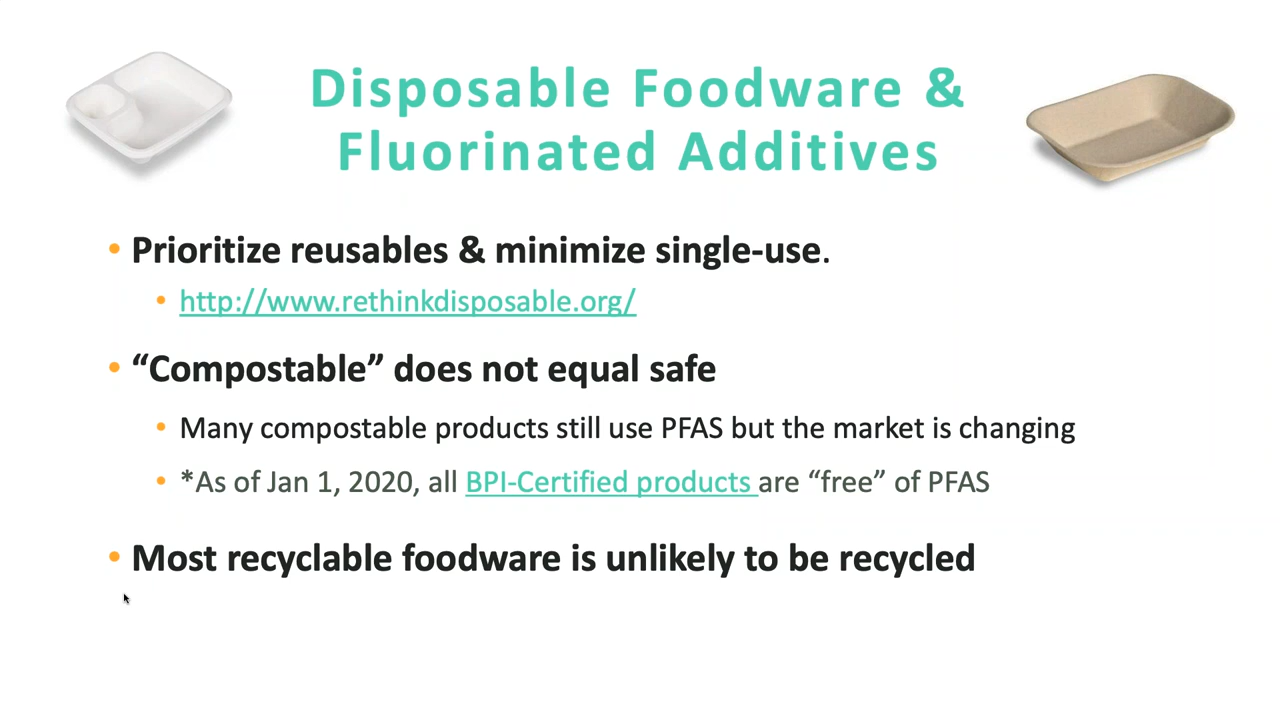 Disposable Foodware &
Fluorinated Additives
• Prioritize reusables & minimize single-use.
• http://www.rethinkdisposable.org/
• “Compostable” does not equal safe
• Many compostable products still use PFAS but the market is changing
• *As of Jan 1, 2020, all BPI-Certified products are “free” of PFAS
• Most recyclable foodware is unlikely to be recycled